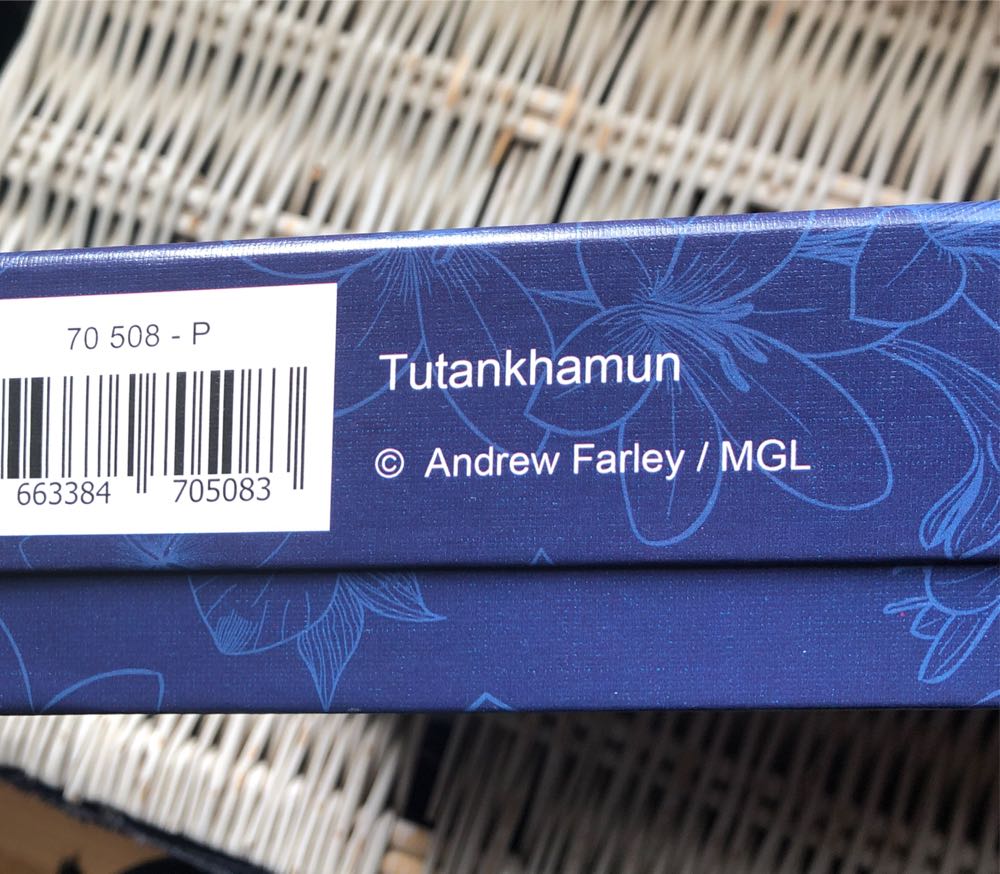 70 508 - P
663384 705083
Tutankhamun
© Andrew Farley / MGL